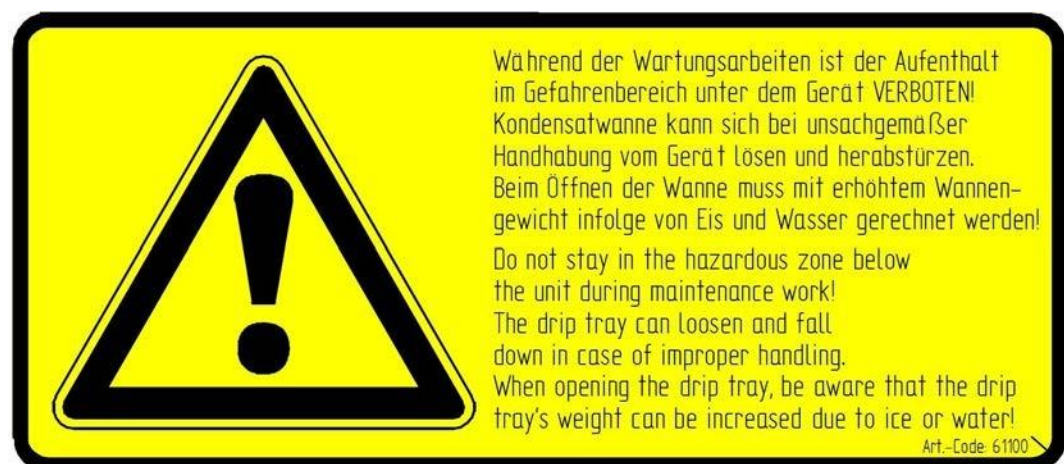 Während der Wartungsarbeiten ist der Aufenthalt
im Gefahrenbereich unter dem Gerät VERBOTEN!
Kondensatwanne kann sich bei unsachgemäßer
Handhabung vom Gerät lösen und herabstürzen.
Beim Öffnen der Wanne muss mit erhöhtem Wannen-
gewicht infolge von Eis und Wasser gerechnet werden!
Do not stay in the hazardous zone below
the unit during maintenance work!
The drip tray can loosen and fall
down in case of improper handling.
When opening the drip tray, be aware that the drip
tray's weight can be increased due to ice or water!
Art.-Code: 61100